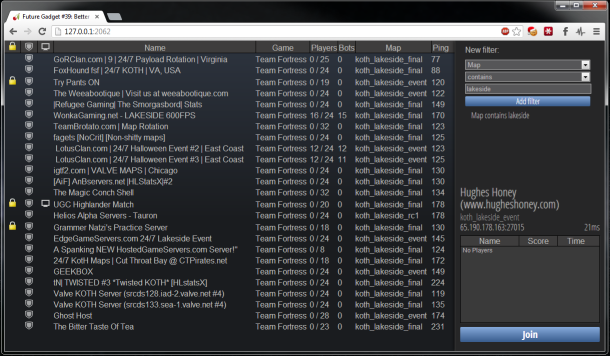 Future Gadget #39: Better
127.0.0.1:2062
Name Game Players Bots Map Ping
GoRClan.com | 9 | 24/7 Payload Rotation | Virginia Team Fortress 0 / 25 0 koth_lakeside_final 77
FoxHound fsf | 24/7 KOTH | VA, USA Team Fortress 0 / 24 0 koth_lakeside_final 88
Try Pants ON Team Fortress 0 / 19 0 koth_lakeside_event 120
The Weeabootique | Visit us at weeabootique.com Team Fortress 0 / 24 0 koth_lakeside_event 122
|Refugee Gaming| The Smorgasbord| Stats Team Fortress 0 / 24 0 koth_lakeside_final 149
WonkaGaming.net - LAKESIDE 600FPS Team Fortress 16 / 24 15 koth_lakeside_final 170
TeamBrotato.com | Map Rotation Team Fortress 0 / 32 0 koth_lakeside_final 123
fagets [NoCrit] [Non-shitty maps] Team Fortress 0 / 24 0 koth_lakeside_final 125
LotusClan.com | 24/7 Halloween Event #2 | East Coast Team Fortress 12 / 24 12 koth_lakeside_event 123
LotusClan.com | 24/7 Halloween Event #3 | East Coast Team Fortress 12 / 24 11 koth_lakeside_event 125
igtf2.com | VALVE MAPS | Chicago Team Fortress 0 / 24 0 koth_lakeside_final 130
[AiF] AnBservers.net |HLStatsX|#2 Team Fortress 0 / 24 0 koth_lakeside_final 130
The Magic Conch Shell Team Fortress 0 / 32 0 koth_lakeside_final 134
UGC Highlander Match Team Fortress 0 / 20 0 koth_lakeside_final 178
Helios Alpha Servers - Tauron Team Fortress 0 / 24 0 koth_lakeside_rc1 178
Grammer Natzi's Practice Server Team Fortress 0 / 18 0 koth_lakeside_final 130
EdgeGameServers.com 24/7 Lakeside Event Team Fortress 0 / 24 0 koth_lakeside_event 145
A Spanking NEW HostedGameServers.com Server!" Team Fortress 0 / 8 0 koth_lakeside_final 124
24/7 KotH Maps | Cut Throat Bay @ CTPirates.net Team Fortress 0 / 18 0 koth_lakeside_final 172
GEEKBOX Team Fortress 0 / 24 0 koth_lakeside_final 149
TWISTED #3 *Twisted KOTH* [HLstatsX] Team Fortress 0 / 24 0 koth_lakeside_final 224
Valve KOTH Server (srcds128.iad-2.valve.net #4) Team Fortress 0 / 24 0 koth_lakeside_final 119
Valve KOTH Server (srcds133.sea-1.valve.net #4) Team Fortress 0 / 24 0 koth_lakeside_final 135
Ghost Host Team Fortress 0 / 28 0 koth_lakeside_event 174
The Bitter Taste Of Tea Team Fortress 0 / 23 0 koth_lakeside_final 231
New filter:
Map
contains
lakeside
Add filter
Map contains lakeside
Hughes Honey
(www.hugheshoney.com)
koth_lakeside_event
65.190.178.163:27015 21ms
Name Score Time
No Players
Join